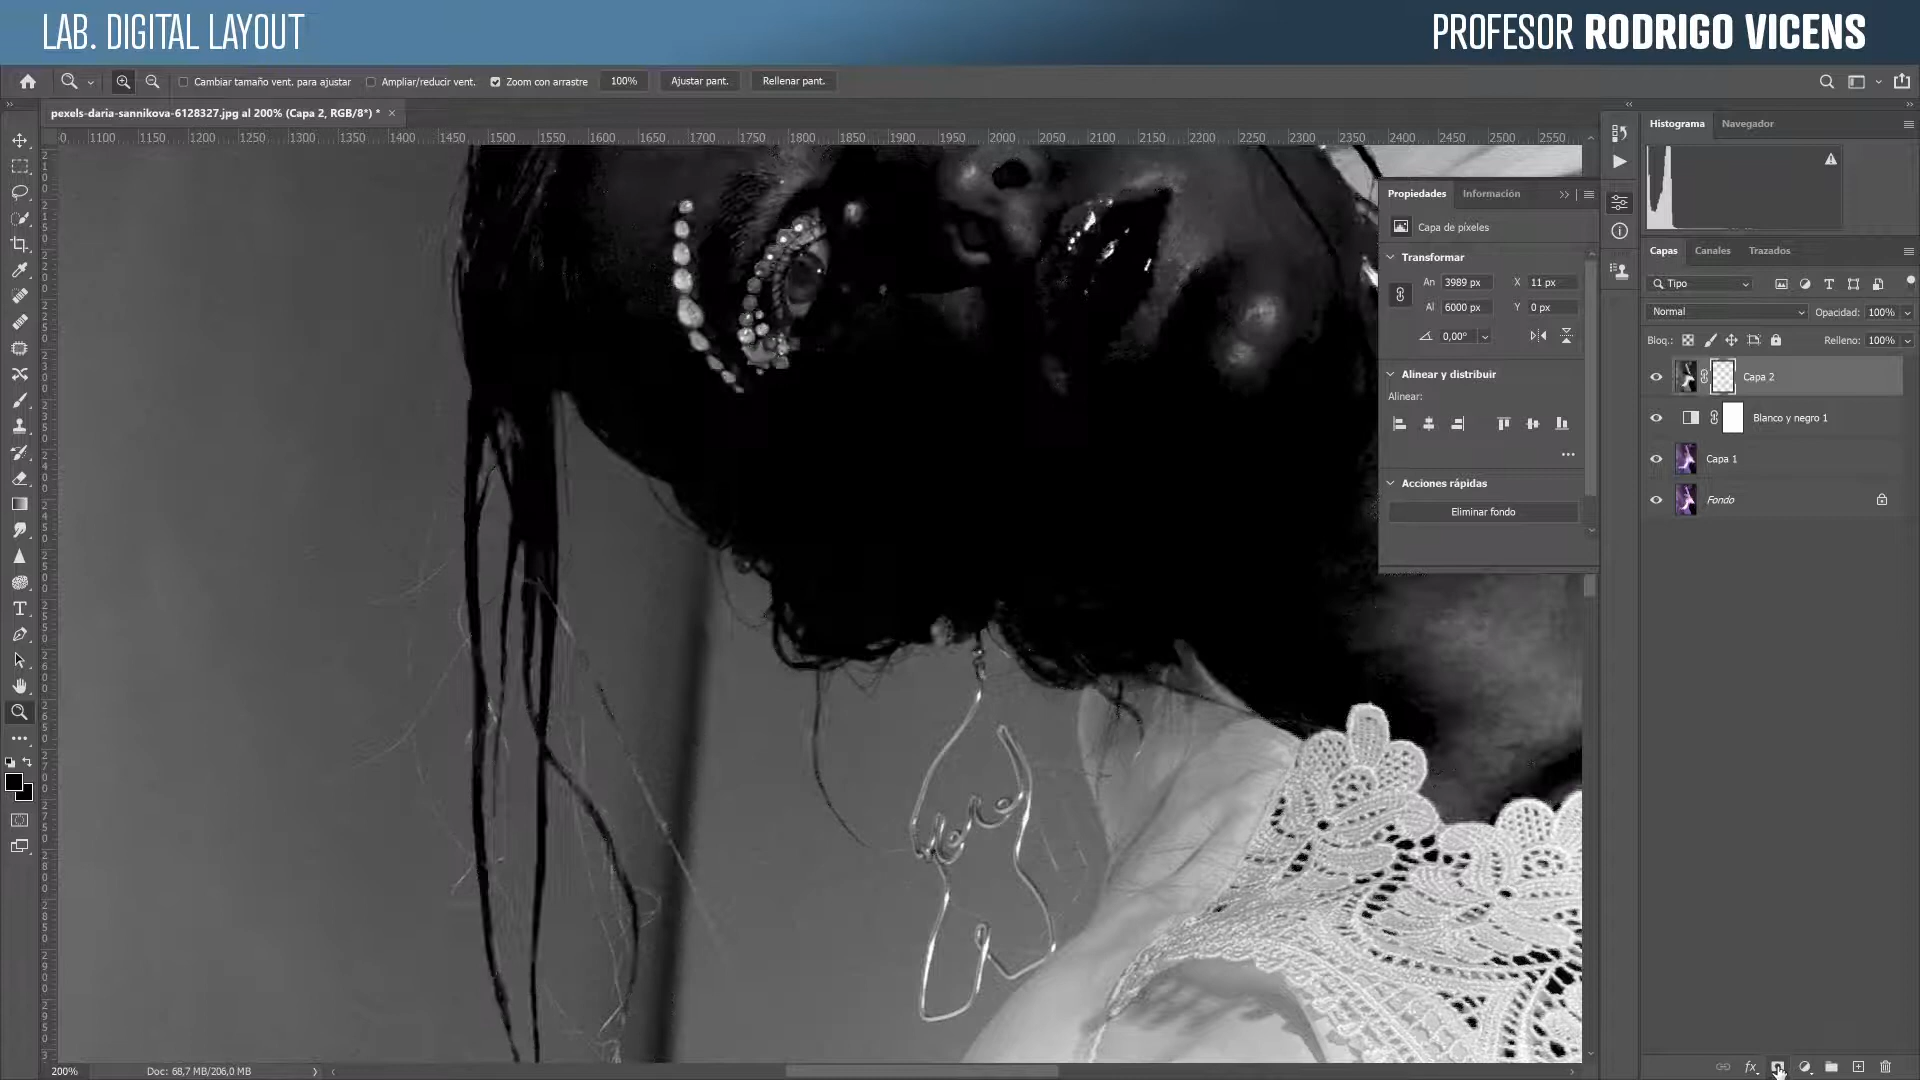 LAB. DIGITAL LAYOUT
PROFESOR RODRIGO VICENS
Cambiar tamaño vent. para ajustar
Ampliar/reducir vent.
Zoom con arrastre
100%
Ajustar pant.
Rellenar pant.
pexels-daria-sannikova-6128327.jpg al 200% (Capa 2, RGB/8*) *
0 1100 1150 1200 1250 1300 1350 1400 1450 1500 1550 1600 1650 1700 1750 1800 1850 1900 1950 2000 2050 2100 2150 2200 2250 2300 2350 2400 2450 2500 2550
Histograma
Navegador
Propiedades
Información
Capa de píxeles
Transformar
An 3989 px X 11 px
Al 6000 px Y 0 px
0,00°
Alinear y distribuir
Alinear:
Acciones rápidas
Eliminar fondo
Capas
Canales
Trazados
Tipo
Normal
Opacidad: 100%
Bloq.:
Relleno: 100%
Capa 2
Blanco y negro 1
Capa 1
Fondo
fx
200%
Doc: 68,7 MB/206,0 MB